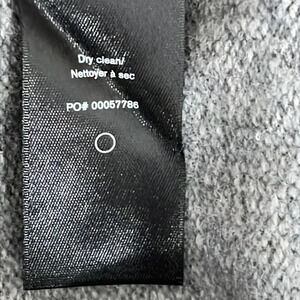 Dry clean/
Nettoyer à sec
PO# 00057786